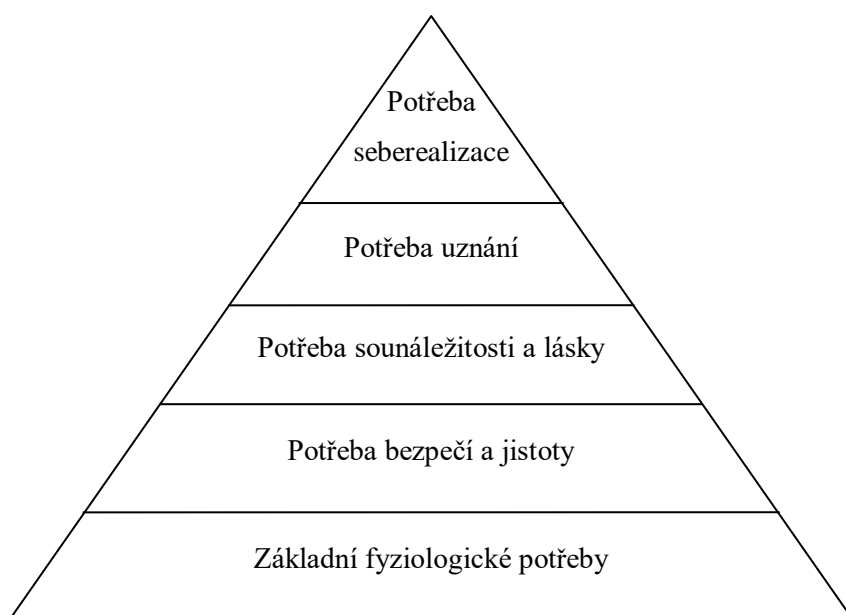 Potřeba
seberealizace
Potřeba uznání
Potřeba sounáležitosti a lásky
Potřeba bezpečí a jistoty
Základní fyziologické potřeby